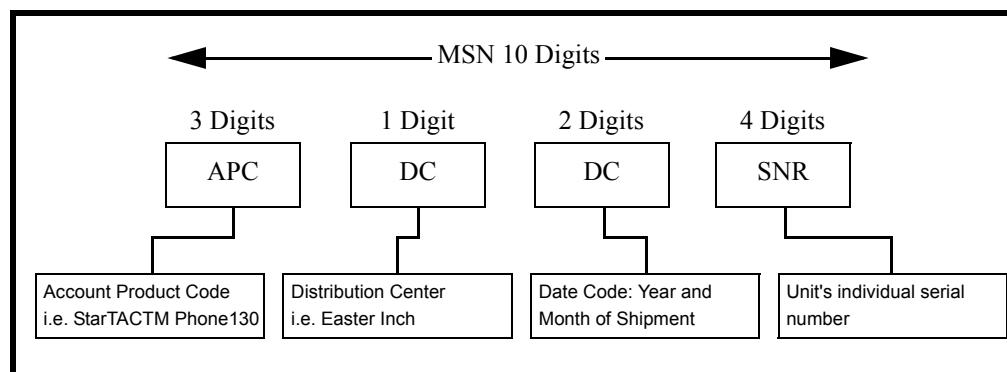 MSN 10 Digits
3 Digits 1 Digit 2 Digits 4 Digits
APC DC DC SNR
Account Product Code
i.e. StarTACTM Phone130
Distribution Center
i.e. Easter Inch
Date Code: Year and
Month of Shipment
Unit's individual serial
number